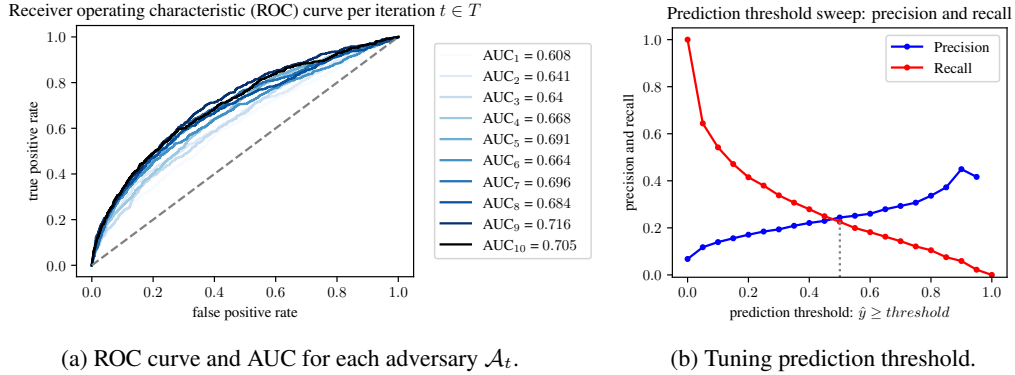 Receiver operating characteristic (ROC) curve per iteration t ∈ T
true positive rate
1.0
0.8
0.6
0.4
0.2
0.0
0.0 0.2 0.4 0.6 0.8 1.0
false positive rate
AUC₁ = 0.608
AUC₂ = 0.641
AUC₃ = 0.64
AUC₄ = 0.668
AUC₅ = 0.691
AUC₆ = 0.664
AUC₇ = 0.696
AUC₈ = 0.684
AUC₉ = 0.716
AUC₁₀ = 0.705
(a) ROC curve and AUC for each adversary 𝒜ₜ.
Prediction threshold sweep: precision and recall
precision and recall
1.0
0.8
0.6
0.4
0.2
0.0
Precision
Recall
0.0 0.2 0.4 0.6 0.8 1.0
prediction threshold: ŷ ≥ threshold
(b) Tuning prediction threshold.